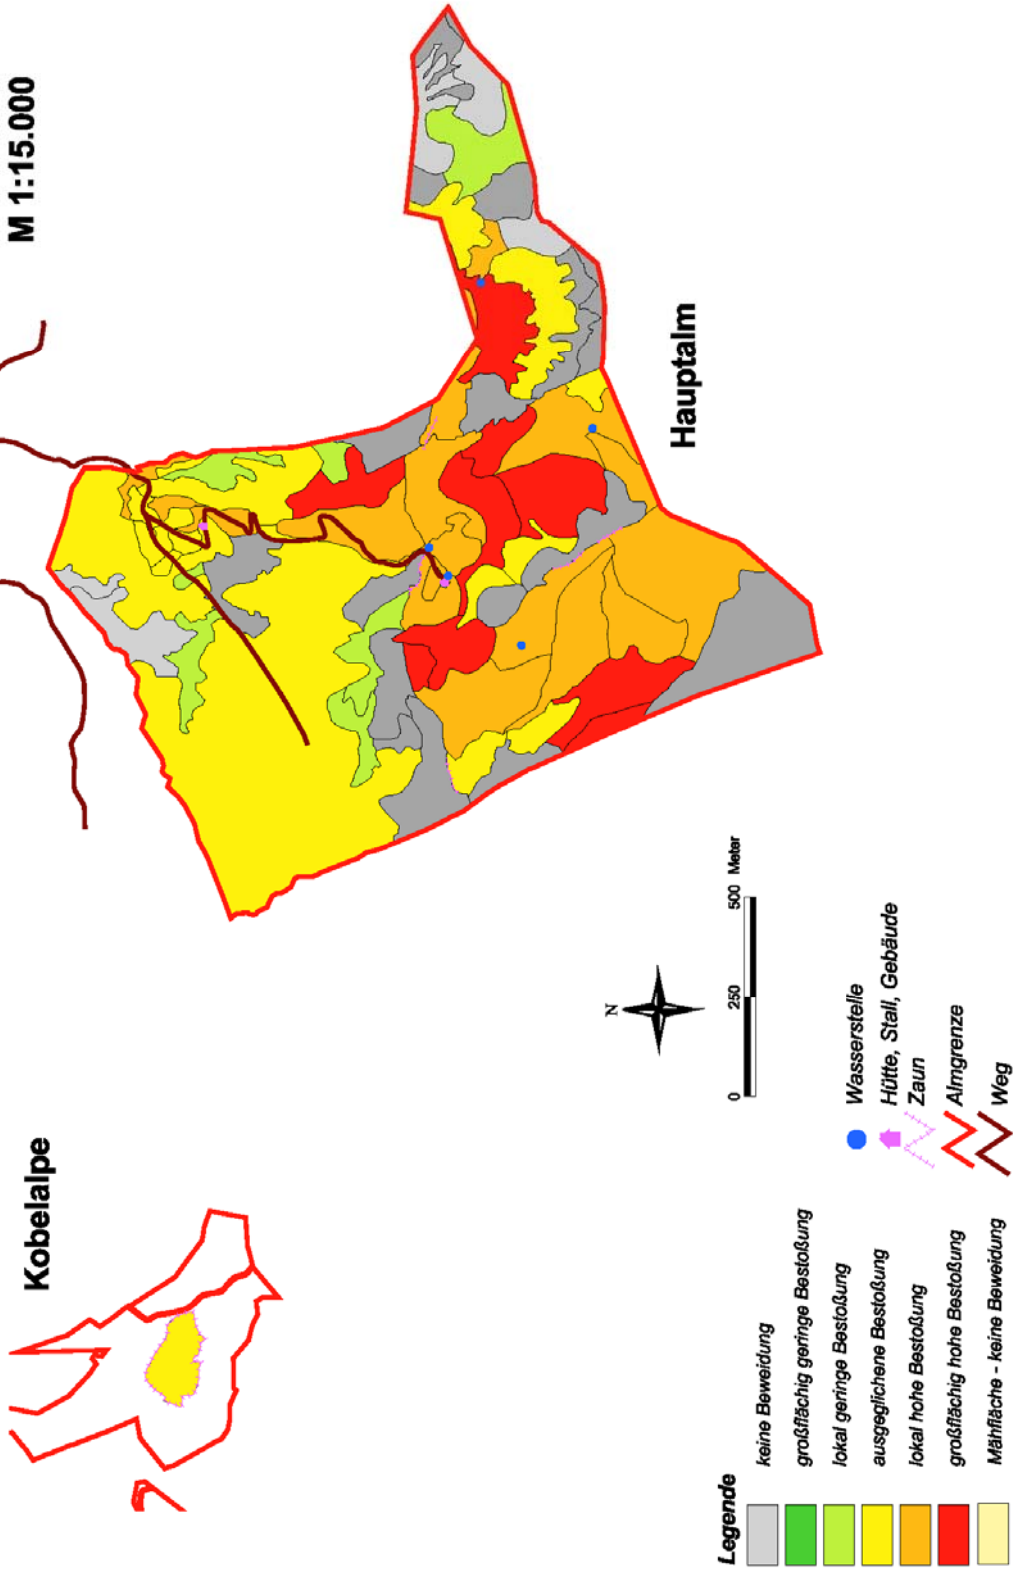 Kobelalpe
M 1:15.000
Hauptalm
N
0 250 500 Meter
Legende
keine Beweidung
großflächig geringe Bestoßung
lokal geringe Bestoßung
ausgeglichene Bestoßung
lokal hohe Bestoßung
großflächig hohe Bestoßung
Mähfläche - keine Beweidung
Wasserstelle
Hütte, Stall, Gebäude
Zaun
Almgrenze
Weg